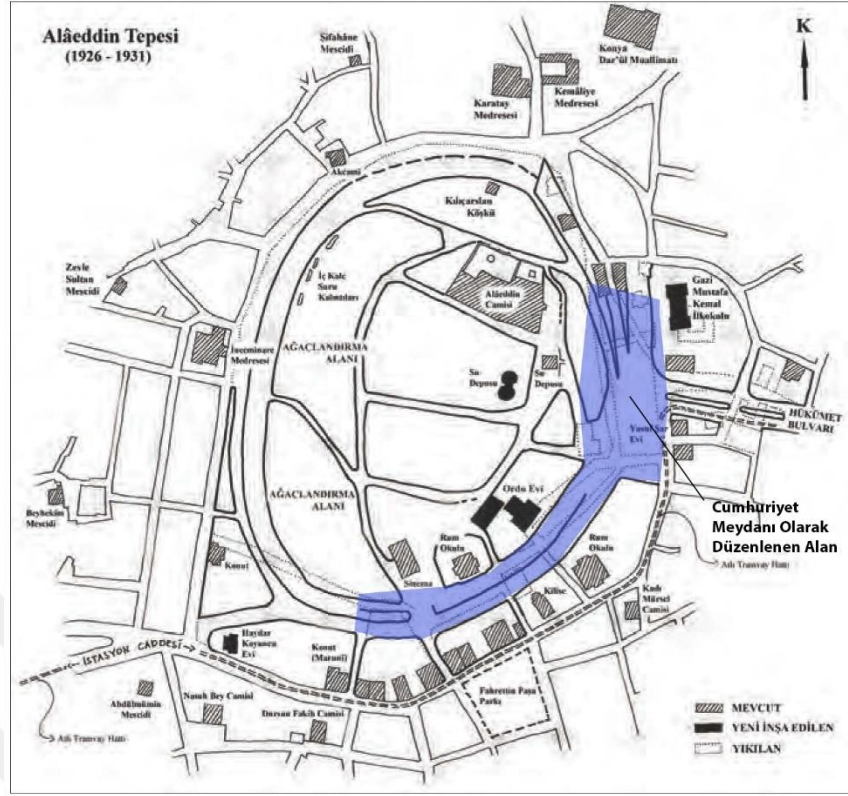 Alâeddin Tepesi
(1926 - 1931)
Şifahâne
Mescidi
Konya
Dar'ül Muallimatı
K
Karatay
Medresesi
Kemâliye
Medresesi
Akcami
Kılıçarslan
Köşkü
Zevle
Sultan
Mescidi
İç Kale
Suru
Kalıntıları
Alâeddin
Camisi
Gazi
Mustafa
Kemal
İlkokulu
İnceminare
Medresesi
AĞAÇLANDIRMA
ALANI
Su
Deposu
Su
Deposu
HÜKÜMET
BULVARI
Yusuf Şar
Evi
AĞAÇLANDIRMA
ALANI
Ordu Evi
Cumhuriyet
Meydanı Olarak
Düzenlenen Alan
Beyhekim
Mescidi
Rum
Okulu
Rum
Okulu
Atlı Tramvay Hattı
Konut
Sinema
Kilise
Kadı
Mürsel
Camisi
Haydar
Koyuncu
Evi
Konut
(Maruni)
← İSTASYON CADDESİ →
Fahrettin Paşa
Parkı
Abdülmümin
Mescidi
Nasuh Bey Camisi
Dursun Fakih Camisi
Atlı Tramvay Hattı
MEVCUT
YENİ İNŞA EDİLEN
YIKILAN